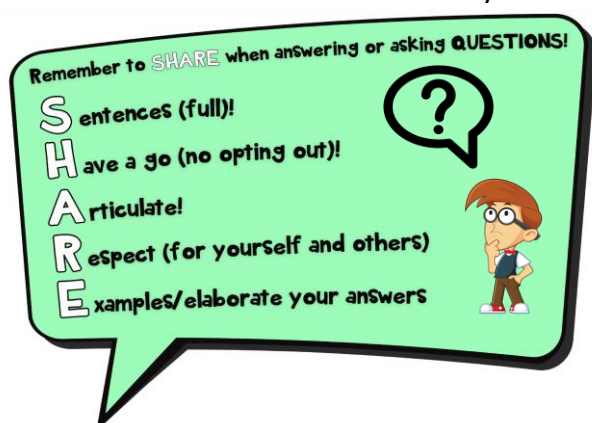 Remember to SHARE when answering or asking QUESTIONS!
?
Sentences (full)!
Have a go (no opting out)!
Articulate!
Respect (for yourself and others)
Examples/elaborate your answers